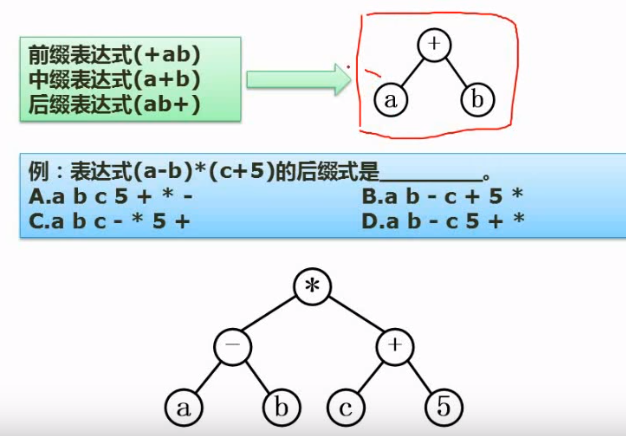 前缀表达式(+ab)
中缀表达式(a+b)
后缀表达式(ab+)
+
a
b
例：表达式(a-b)*(c+5)的后缀式是_________。
A.a b c 5 + * -
B.a b - c + 5 *
C.a b c - * 5 +
D.a b - c 5 + *
*
−
+
a
b
c
5